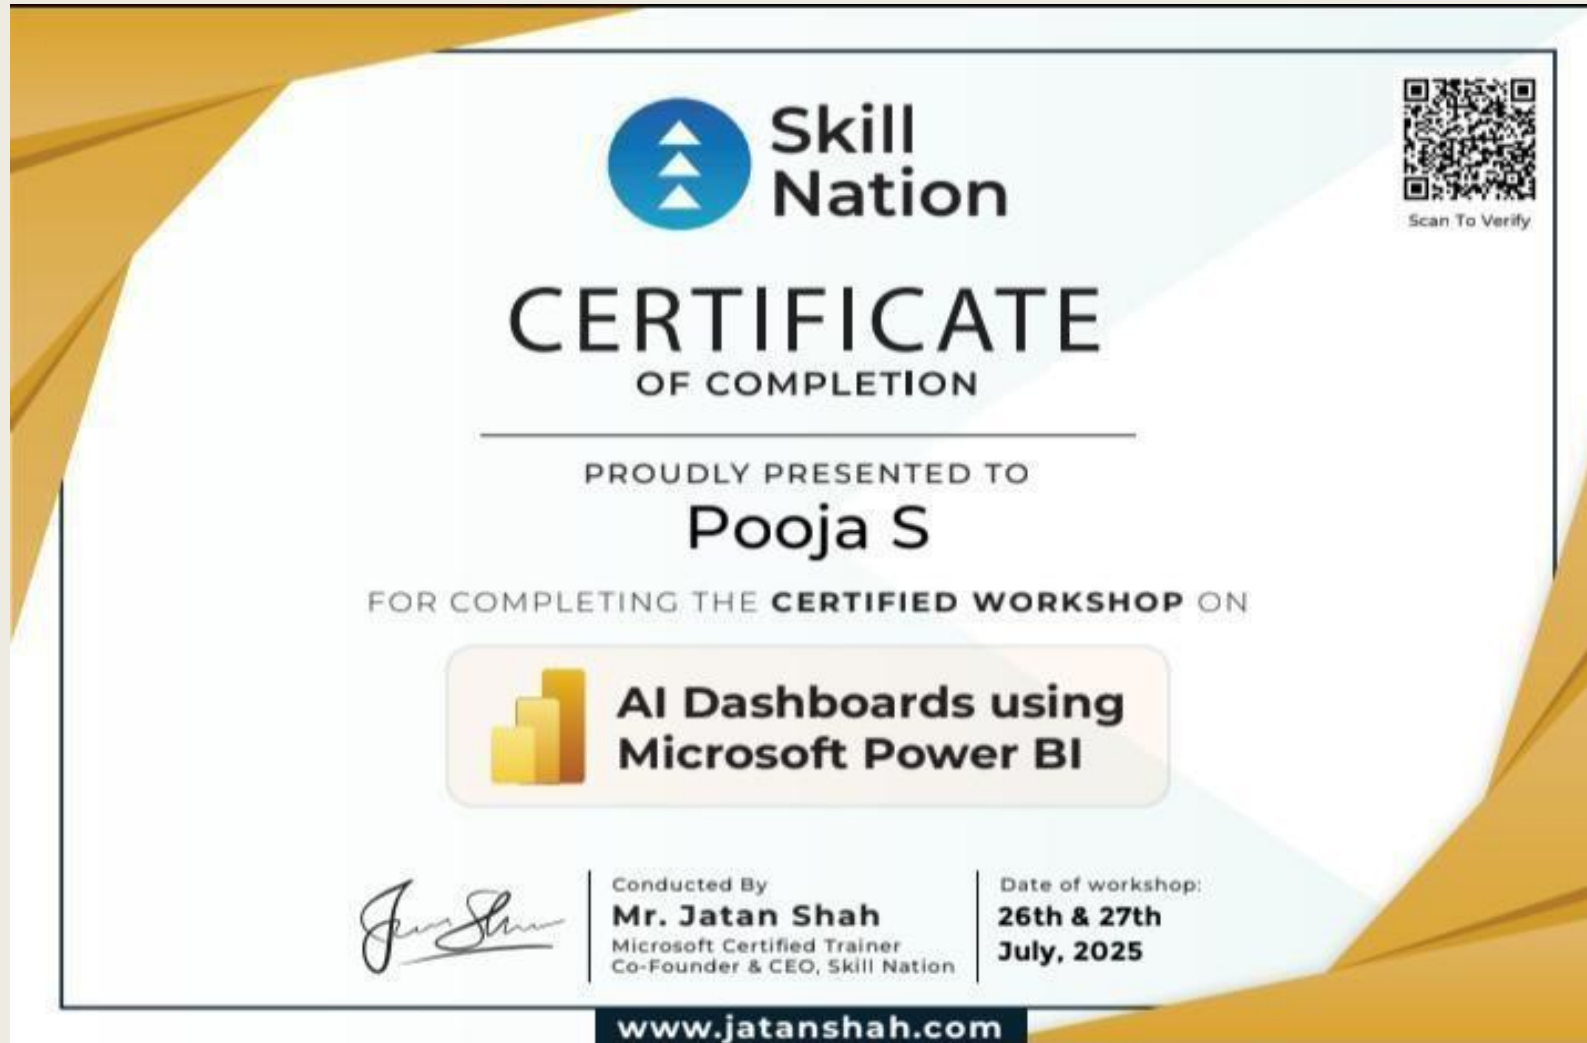 Skill
Nation
Scan To Verify
CERTIFICATE
OF COMPLETION
PROUDLY PRESENTED TO
Pooja S
FOR COMPLETING THE CERTIFIED WORKSHOP ON
AI Dashboards using
Microsoft Power BI
Conducted By
Mr. Jatan Shah
Microsoft Certified Trainer
Co-Founder & CEO, Skill Nation
Date of workshop:
26th & 27th
July, 2025
www.jatanshah.com